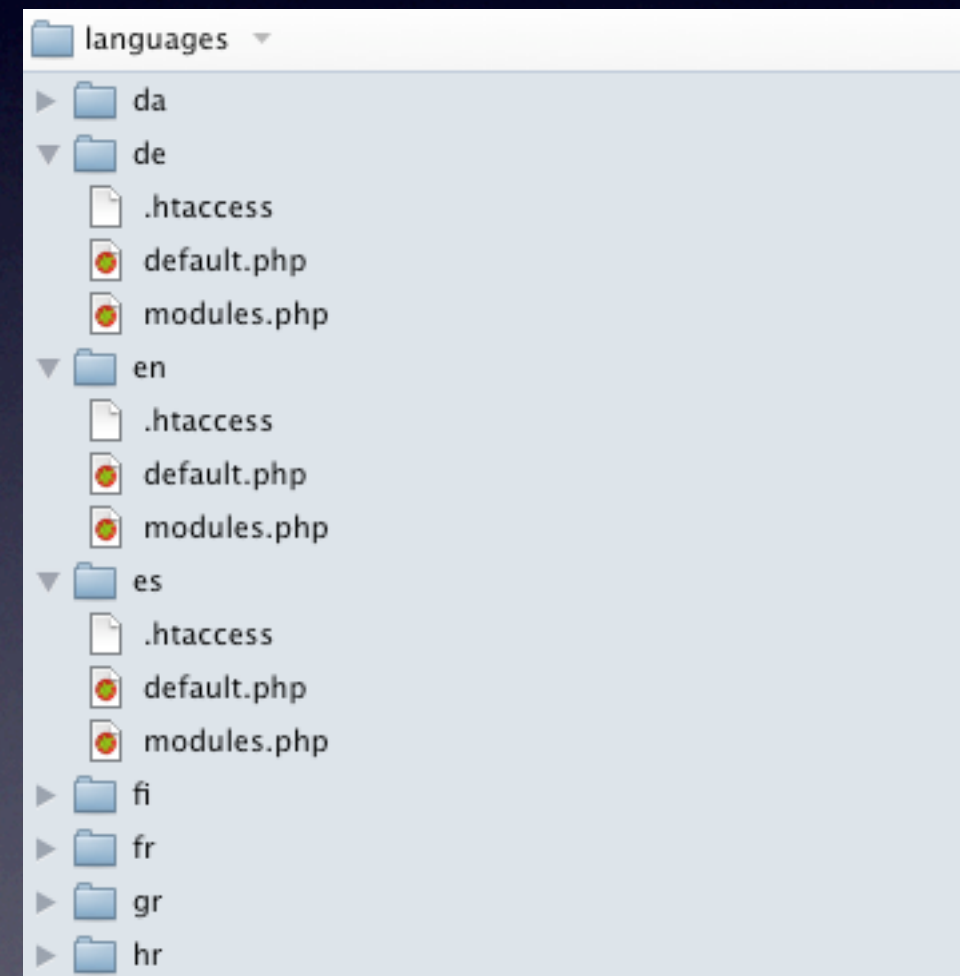 languages
da
de
.htaccess
default.php
modules.php
en
.htaccess
default.php
modules.php
es
.htaccess
default.php
modules.php
fi
fr
gr
hr